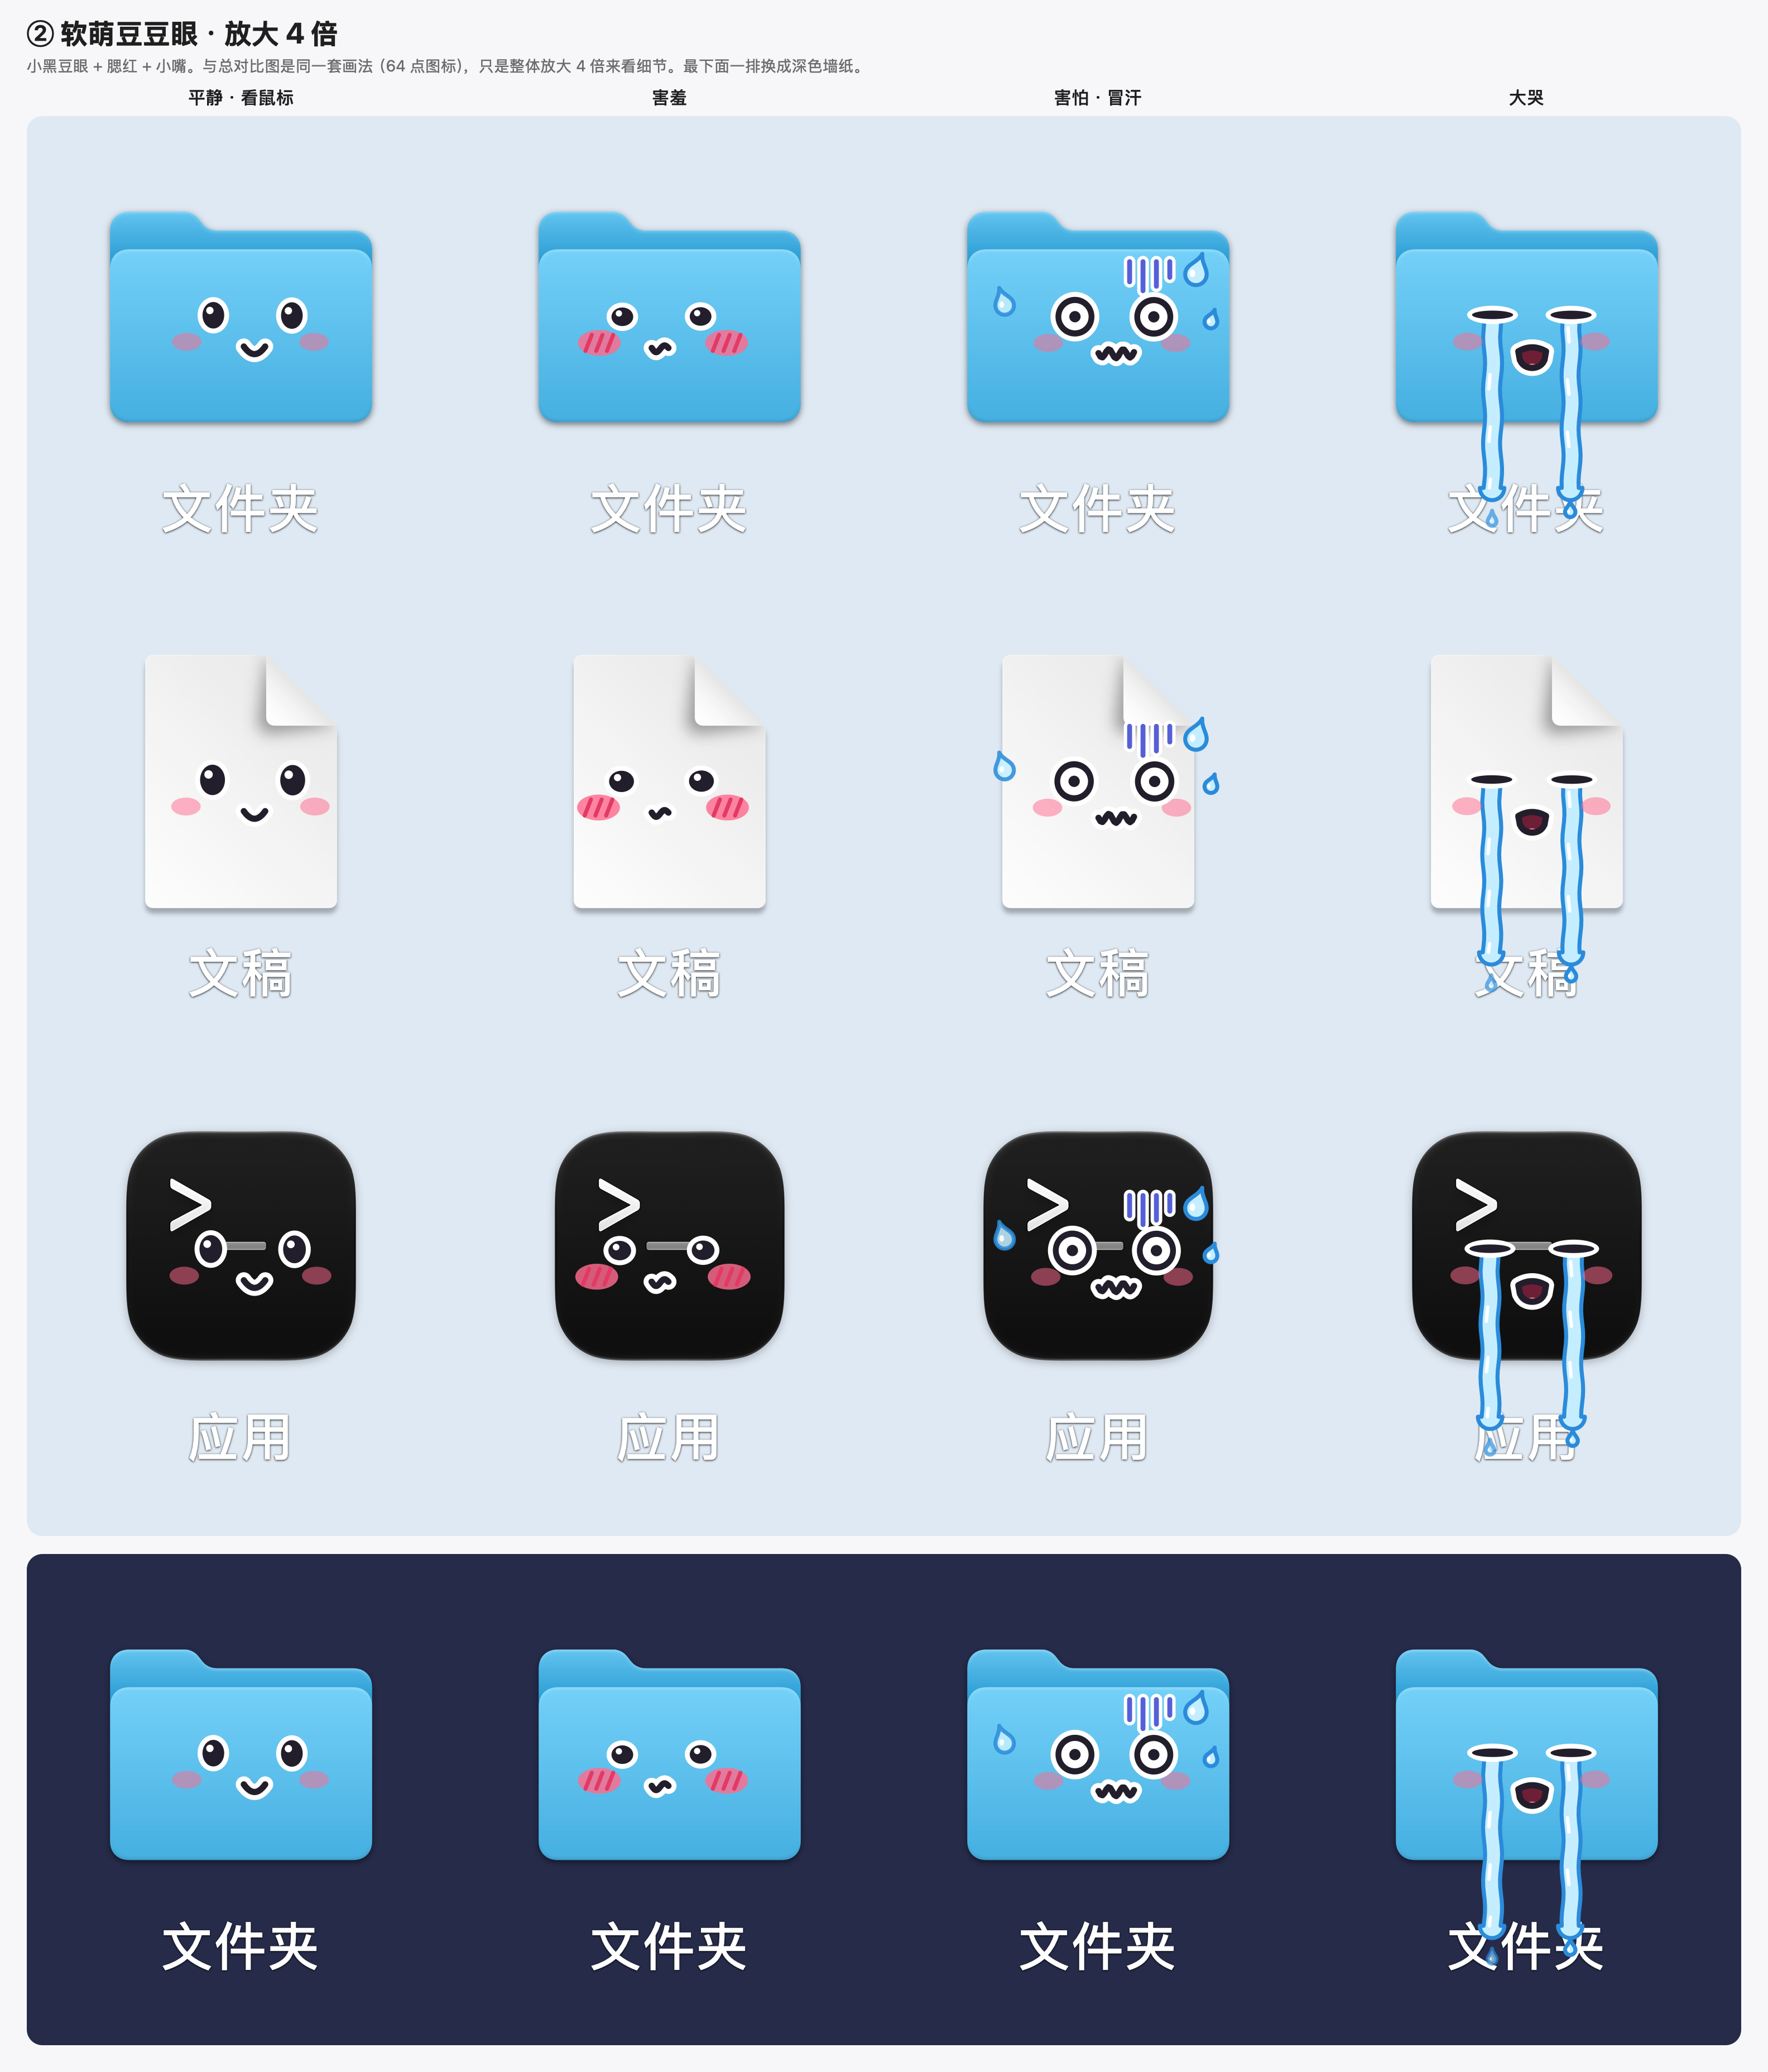 ② 软萌豆豆眼 · 放大 4 倍
小黑豆眼 + 腮红 + 小嘴。与总对比图是同一套画法（64 点图标），只是整体放大 4 倍来看细节。最下面一排换成深色墙纸。
平静 · 看鼠标 害羞 害怕 · 冒汗 大哭
文件夹 文件夹 文件夹 文件夹
文稿 文稿 文稿 文稿
应用 应用 应用 应用
文件夹 文件夹 文件夹 文件夹